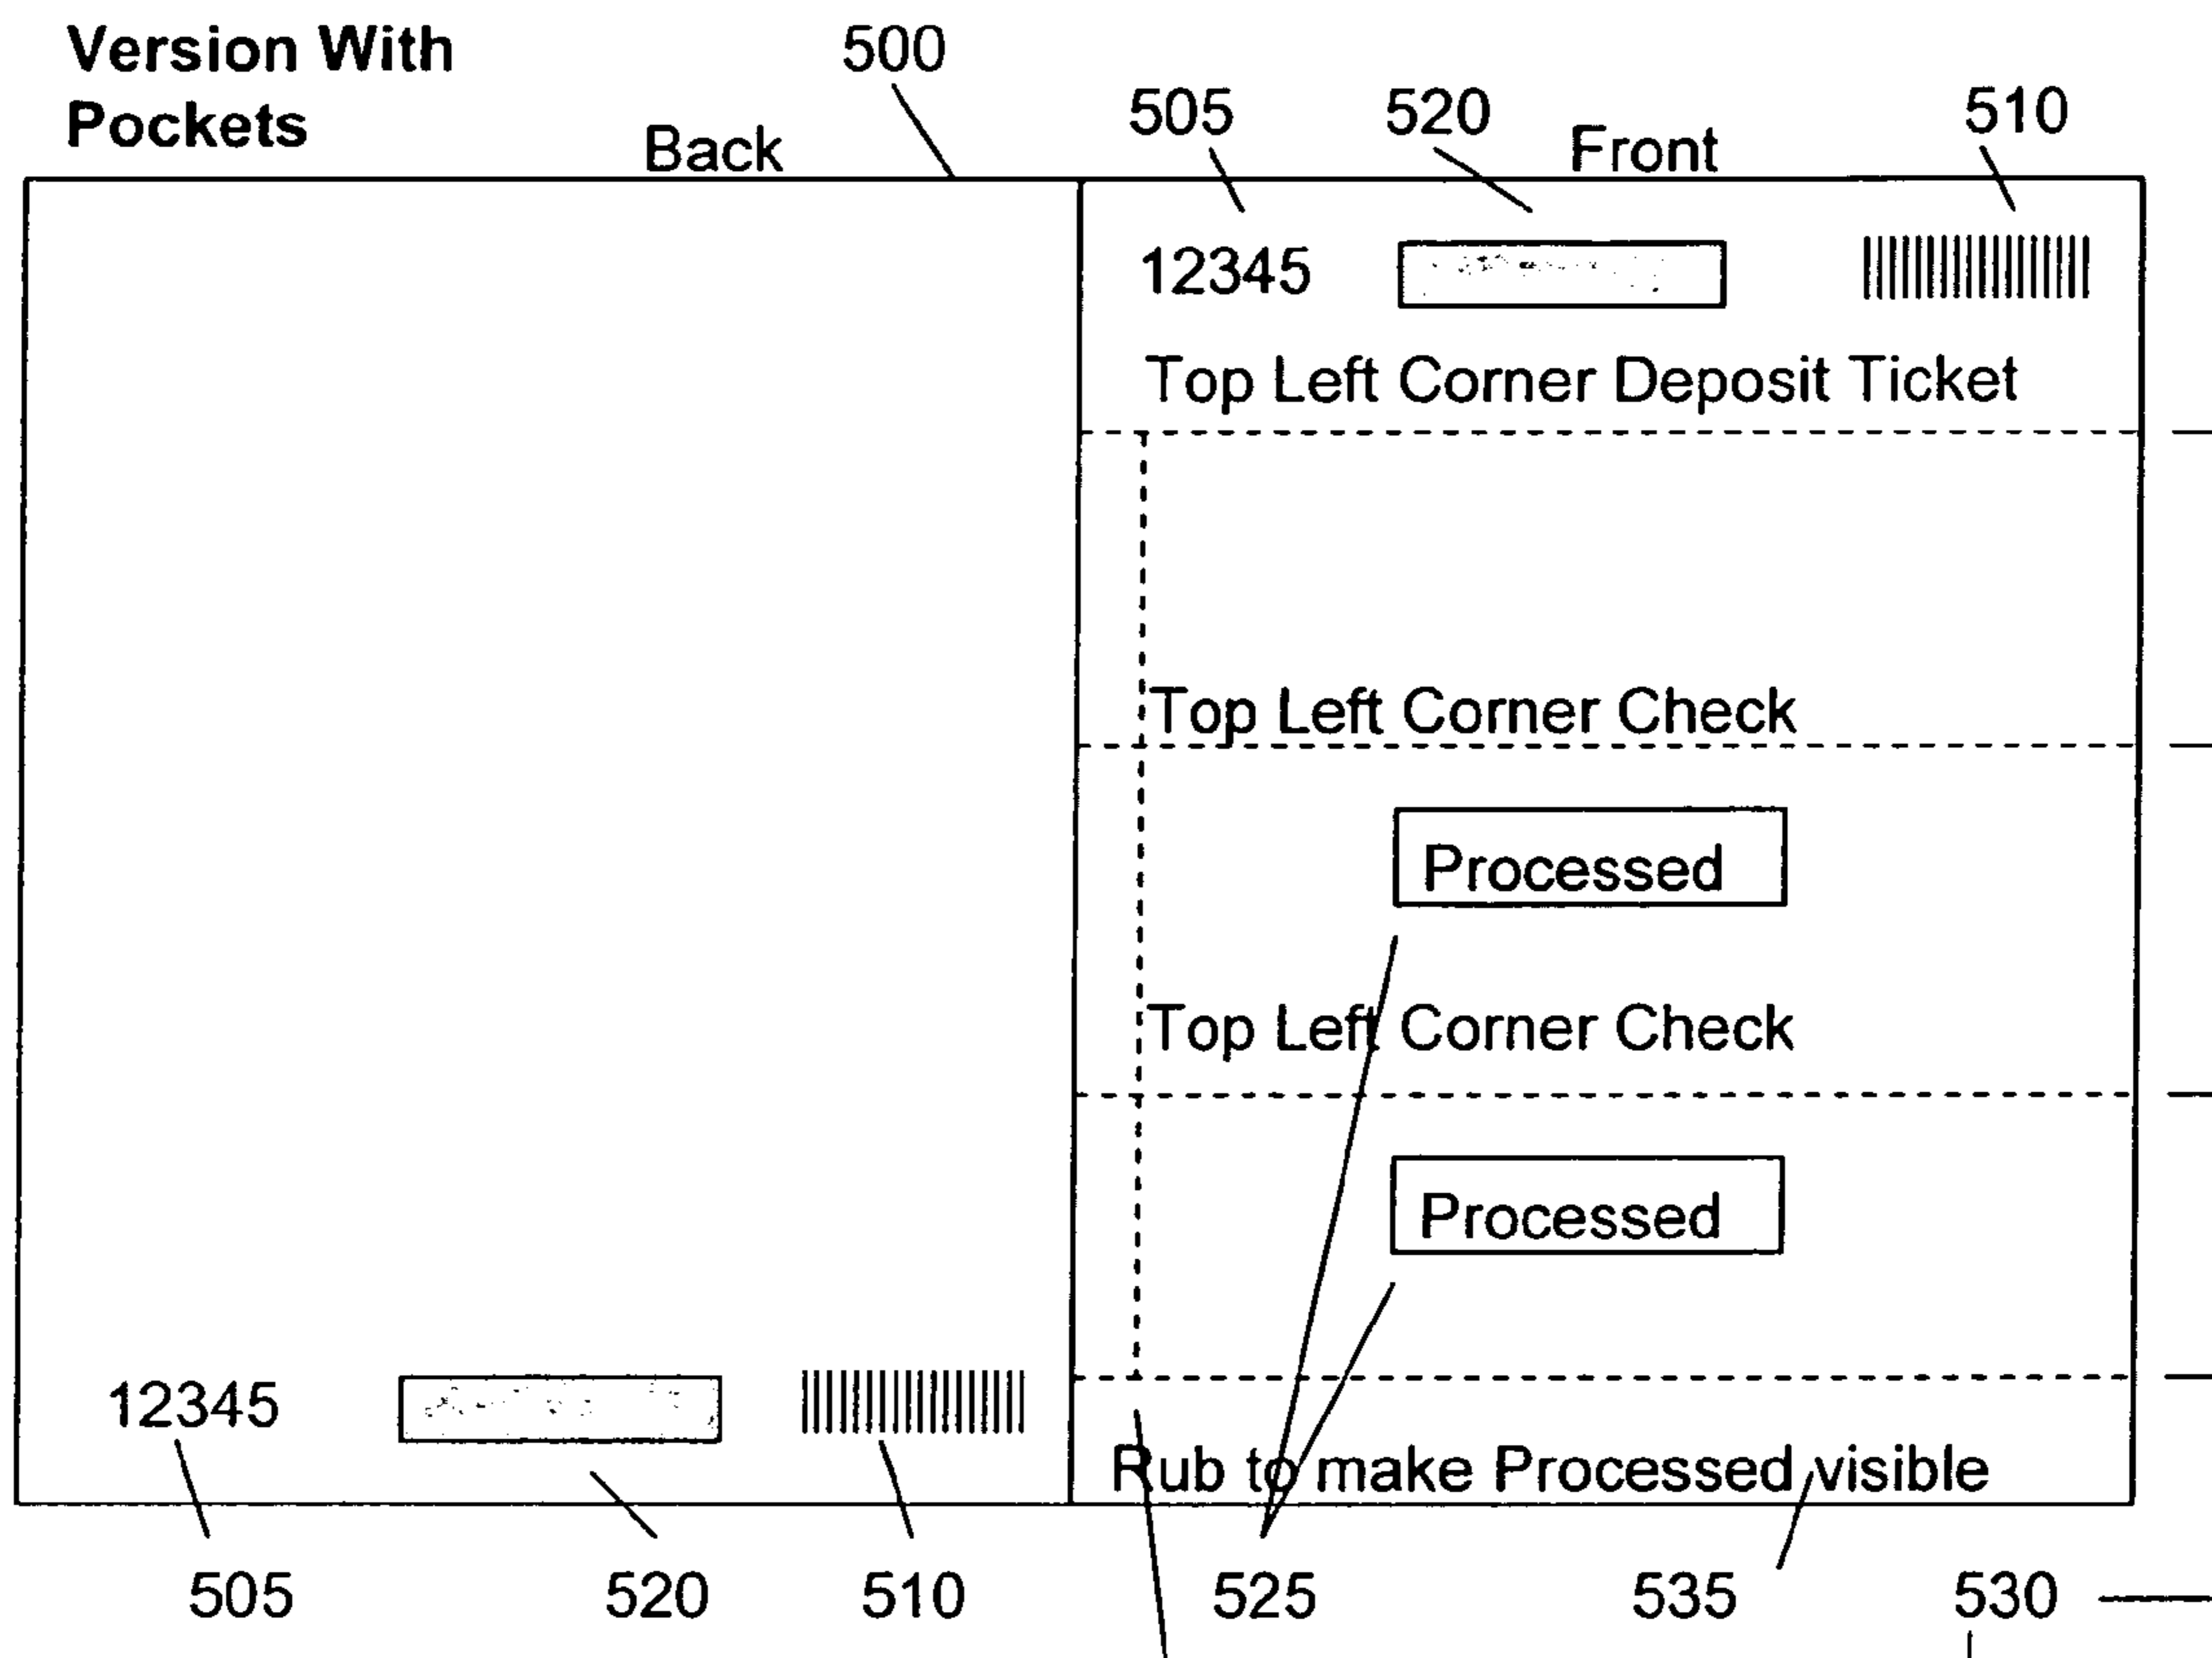 Version With
Pockets
500
Back
505
520
Front
510
12345
Top Left Corner Deposit Ticket
Top Left Corner Check
Processed
Top Left Corner Check
Processed
12345
Rub to make Processed visible
505
520
510
525
535
530